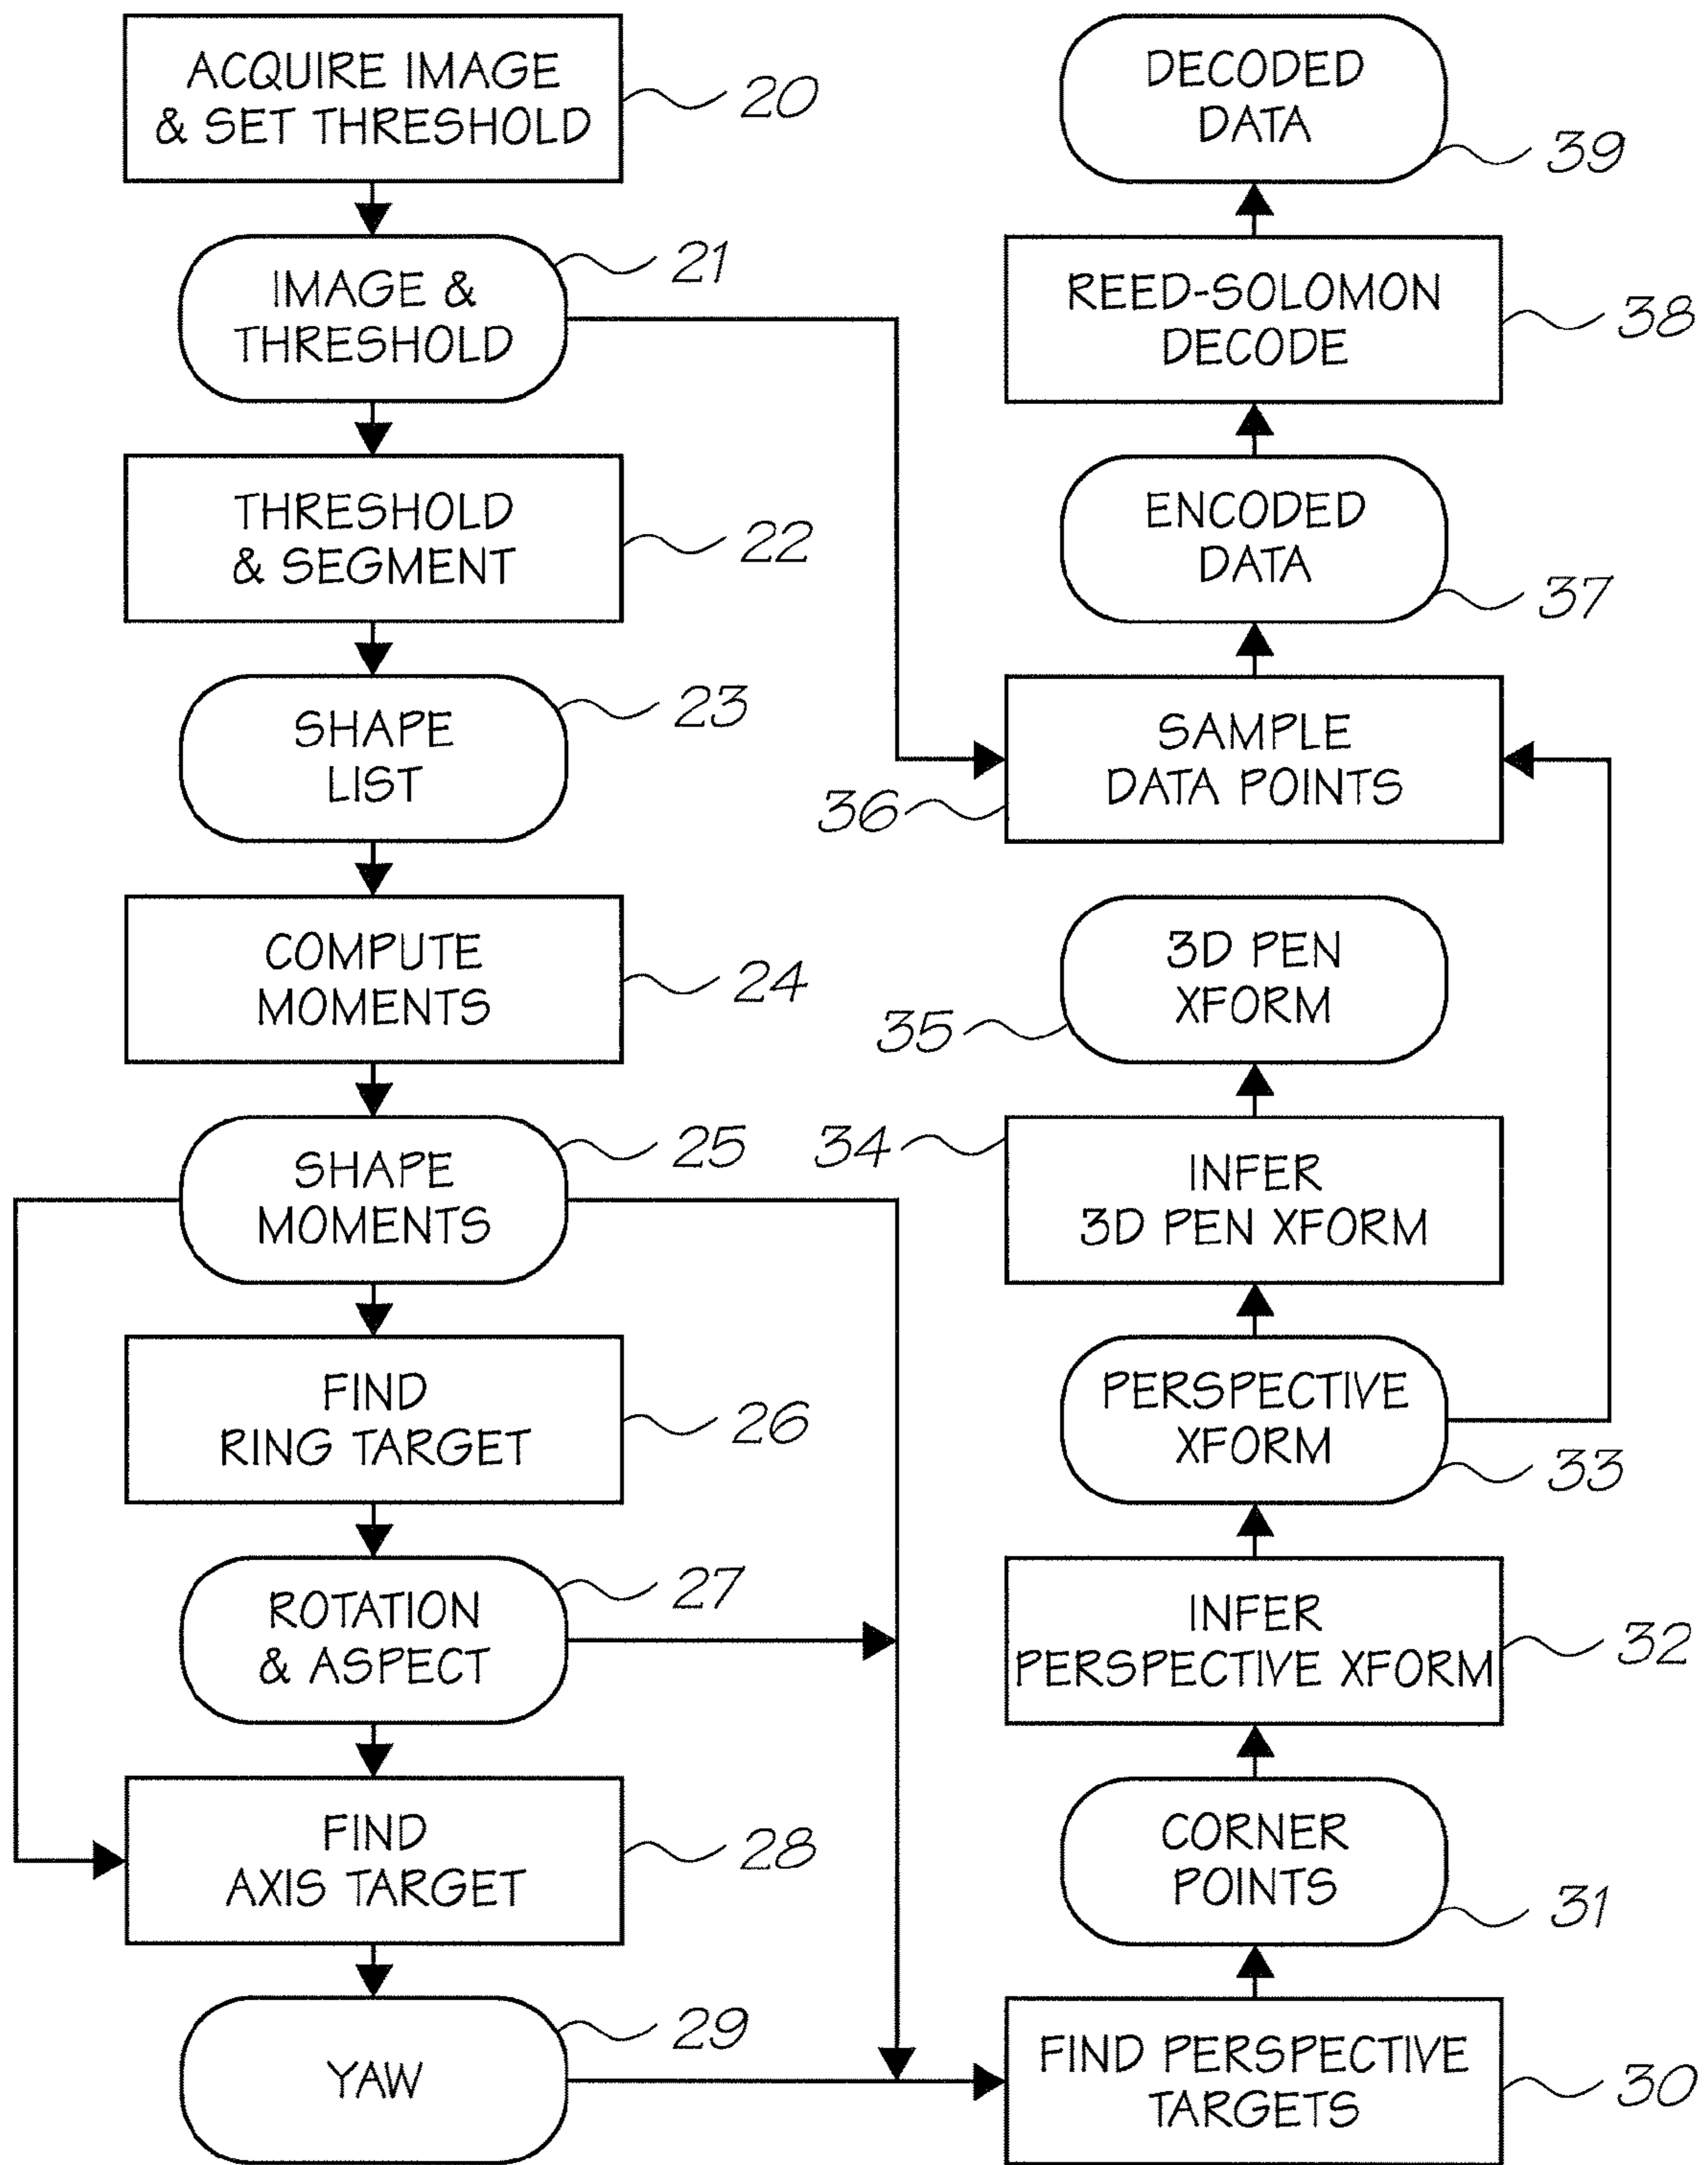 ACQUIRE IMAGE
& SET THRESHOLD
20
IMAGE &
THRESHOLD
21
THRESHOLD
& SEGMENT
22
SHAPE
LIST
23
COMPUTE
MOMENTS
24
SHAPE
MOMENTS
25
FIND
RING TARGET
26
ROTATION
& ASPECT
27
FIND
AXIS TARGET
28
YAW
29
DECODED
DATA
39
REED-SOLOMON
DECODE
38
ENCODED
DATA
37
SAMPLE
DATA POINTS
36
3D PEN
XFORM
35
INFER
3D PEN XFORM
34
PERSPECTIVE
XFORM
33
INFER
PERSPECTIVE XFORM
32
CORNER
POINTS
31
FIND PERSPECTIVE
TARGETS
30